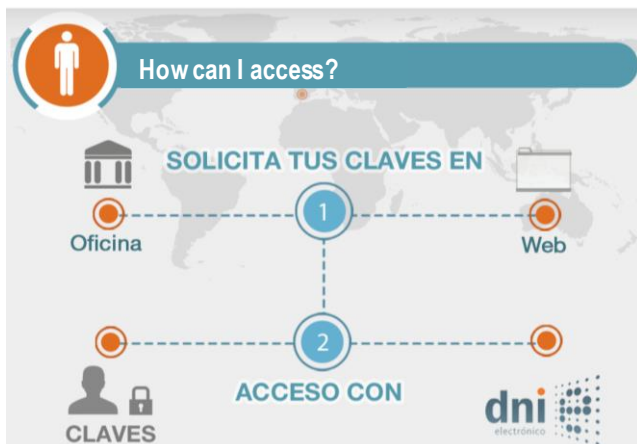 How can I access?
SOLICITA TUS CLAVES EN
1
Oficina
Web
2
ACCESO CON
CLAVES
dni
electrónico